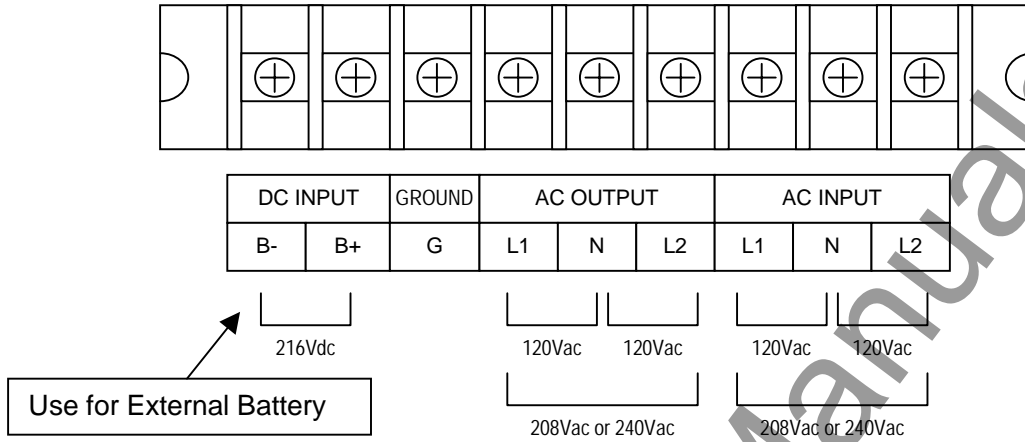 DC INPUT GROUND AC OUTPUT AC INPUT
B- B+ G L1 N L2 L1 N L2
216Vdc 120Vac 120Vac 120Vac 120Vac
Use for External Battery
208Vac or 240Vac 208Vac or 240Vac
Manual